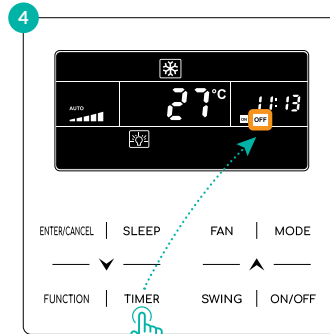 4
AUTO
27°C
11:13
ON OFF
ENTER/CANCEL SLEEP FAN MODE
FUNCTION TIMER SWING ON/OFF